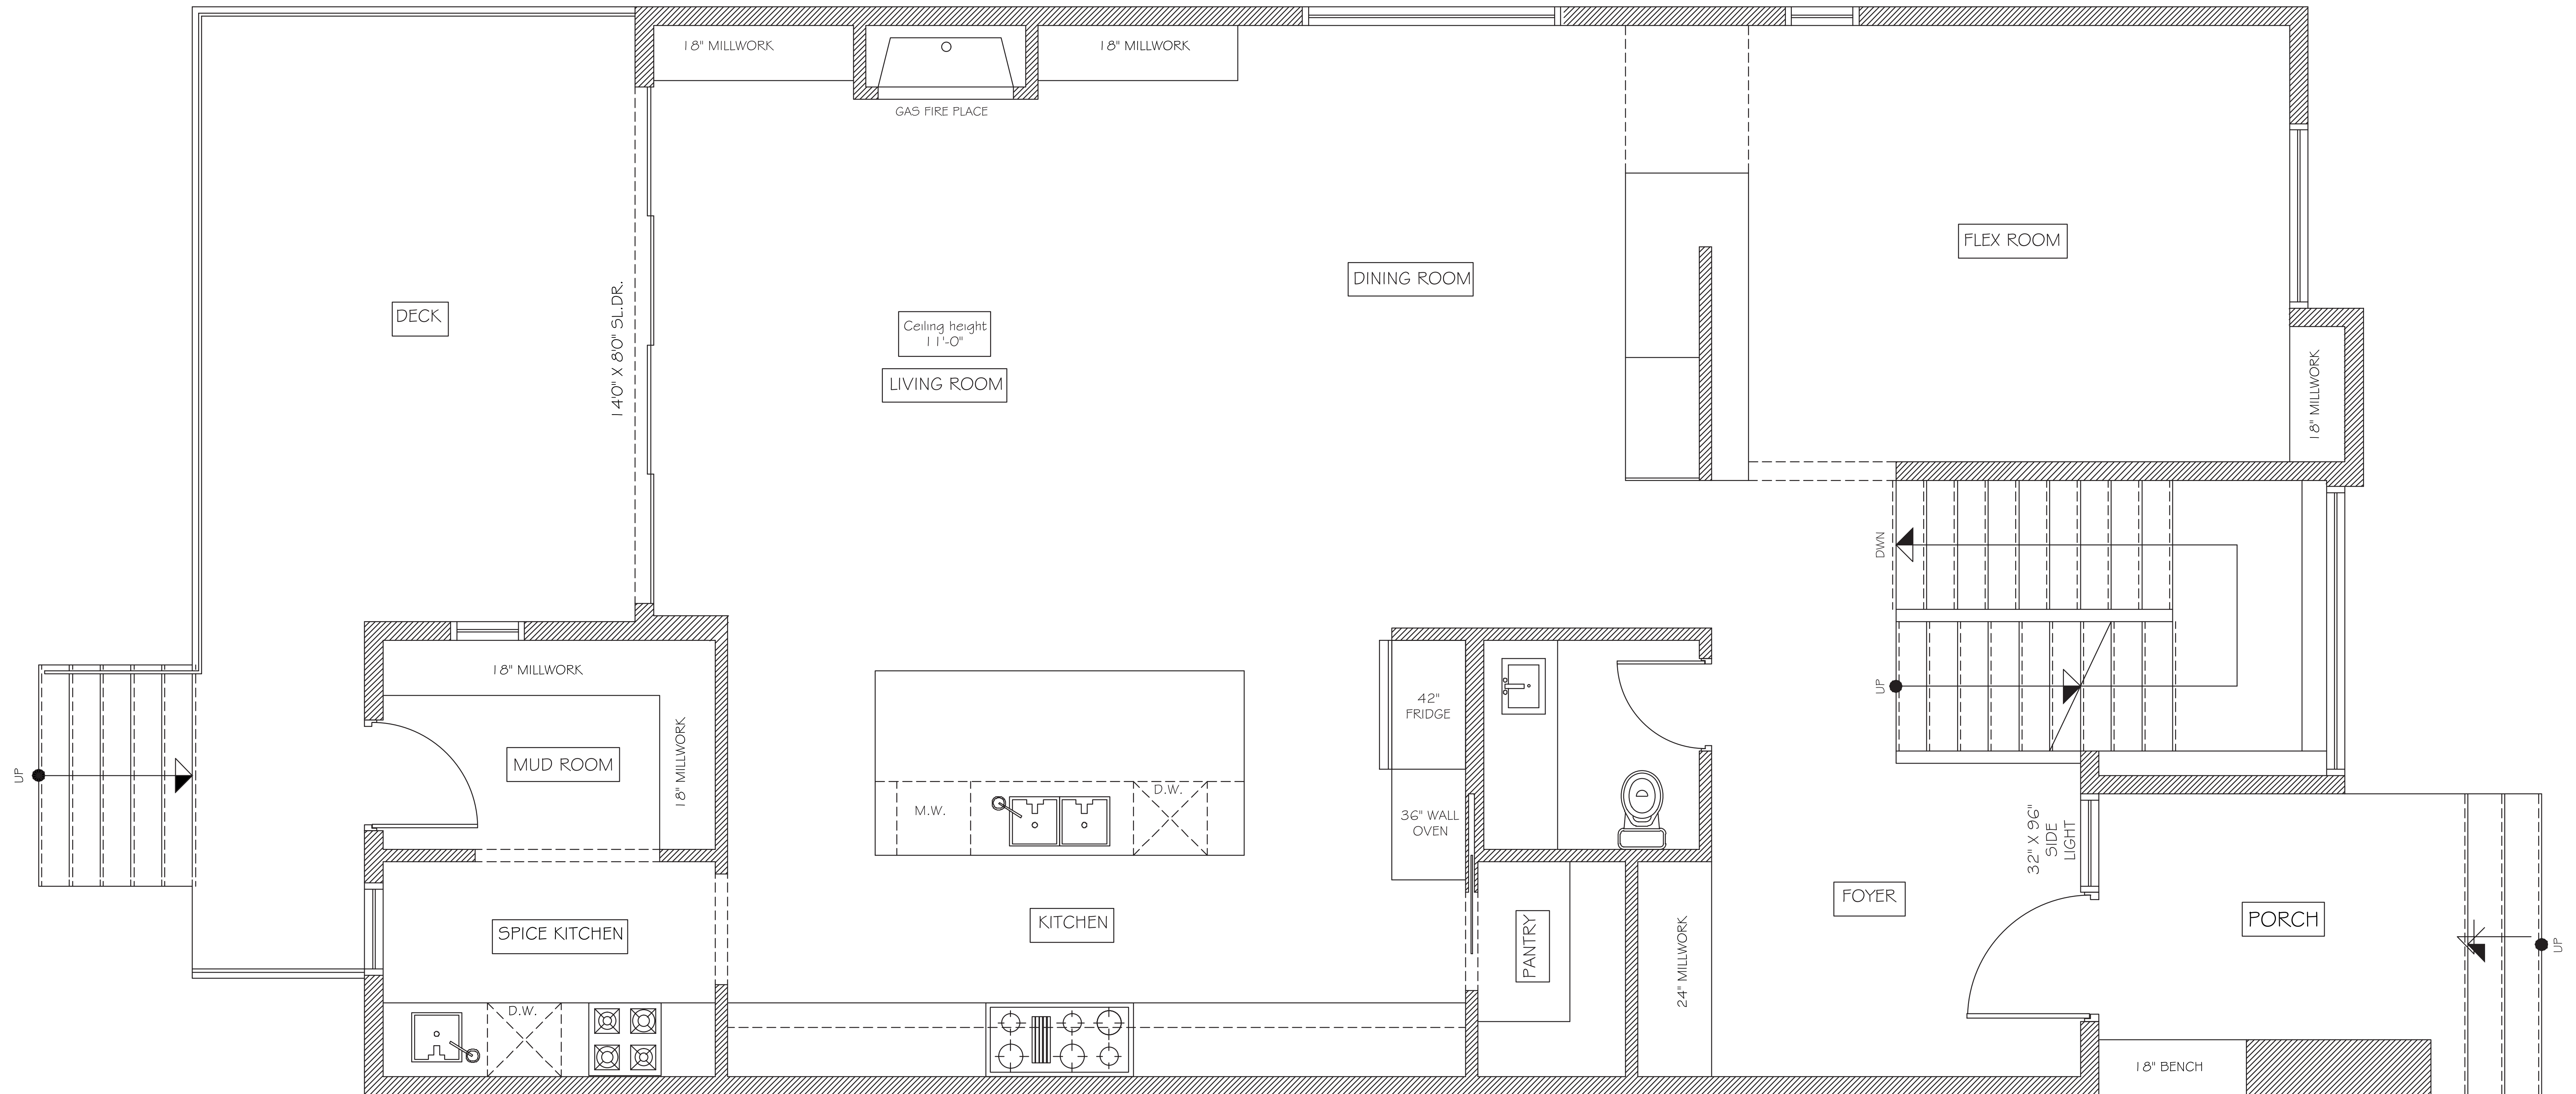 18" MILLWORK
18" MILLWORK
GAS FIRE PLACE
FLEX ROOM
DINING ROOM
DECK
14'0" X 8'0" SL.DR.
Ceiling height
11'-0"
LIVING ROOM
18" MILLWORK
DWN
UP
18" MILLWORK
42"
FRIDGE
MUD ROOM
18" MILLWORK
UP
M.W.
D.W.
36" WALL
OVEN
32" X 96"
SIDE
LIGHT
FOYER
PORCH
UP
KITCHEN
SPICE KITCHEN
PANTRY
24" MILLWORK
D.W.
18" BENCH